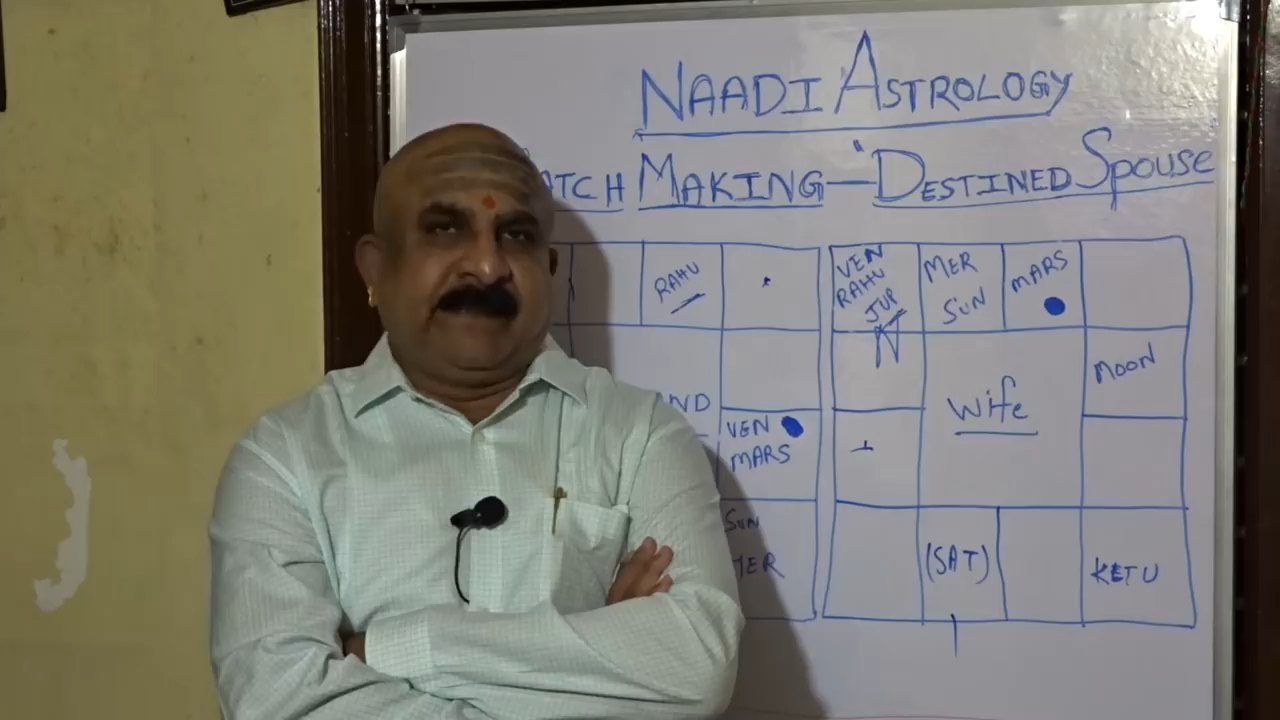 NAADI ASTROLOGY
MAKING — "DESTINED SPOUSE
RAHU
VEN
MARS
SUN
VEN
RAHU
JUP
N
MER
SUN
MARS
MOON
Wife
(SAT)
KETU